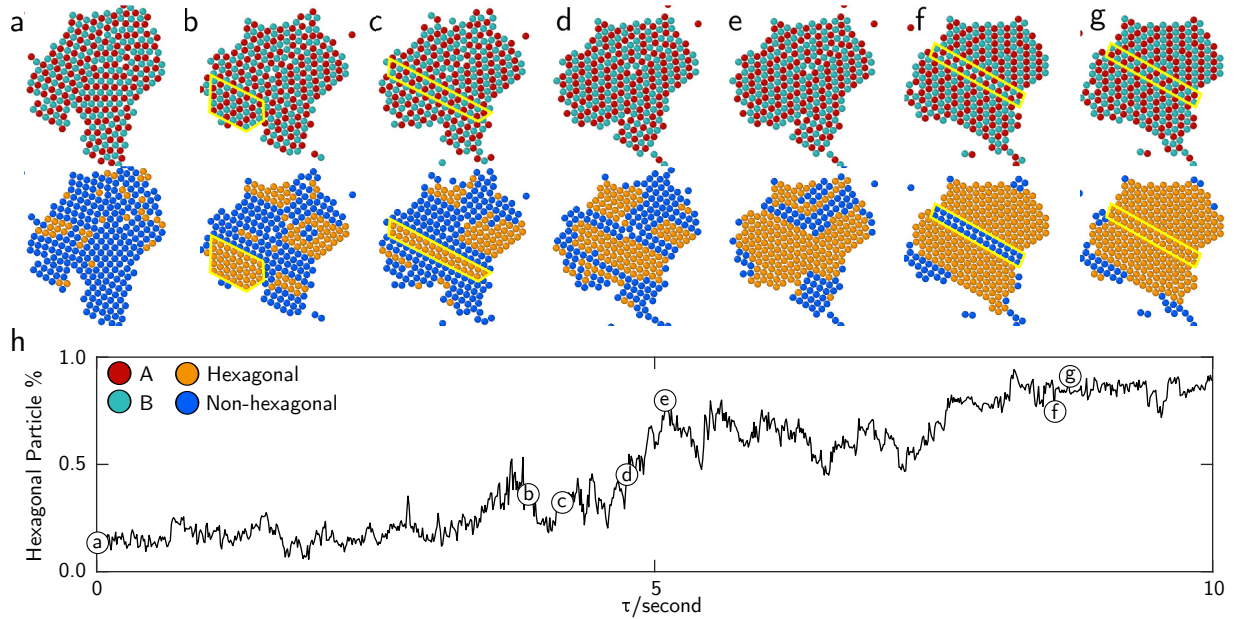 a b c d e f g
h
1.0
A Hexagonal
B Non-hexagonal
Hexagonal Particle %
0.5
0.0
a b c d e f g
0 5 10
τ/second